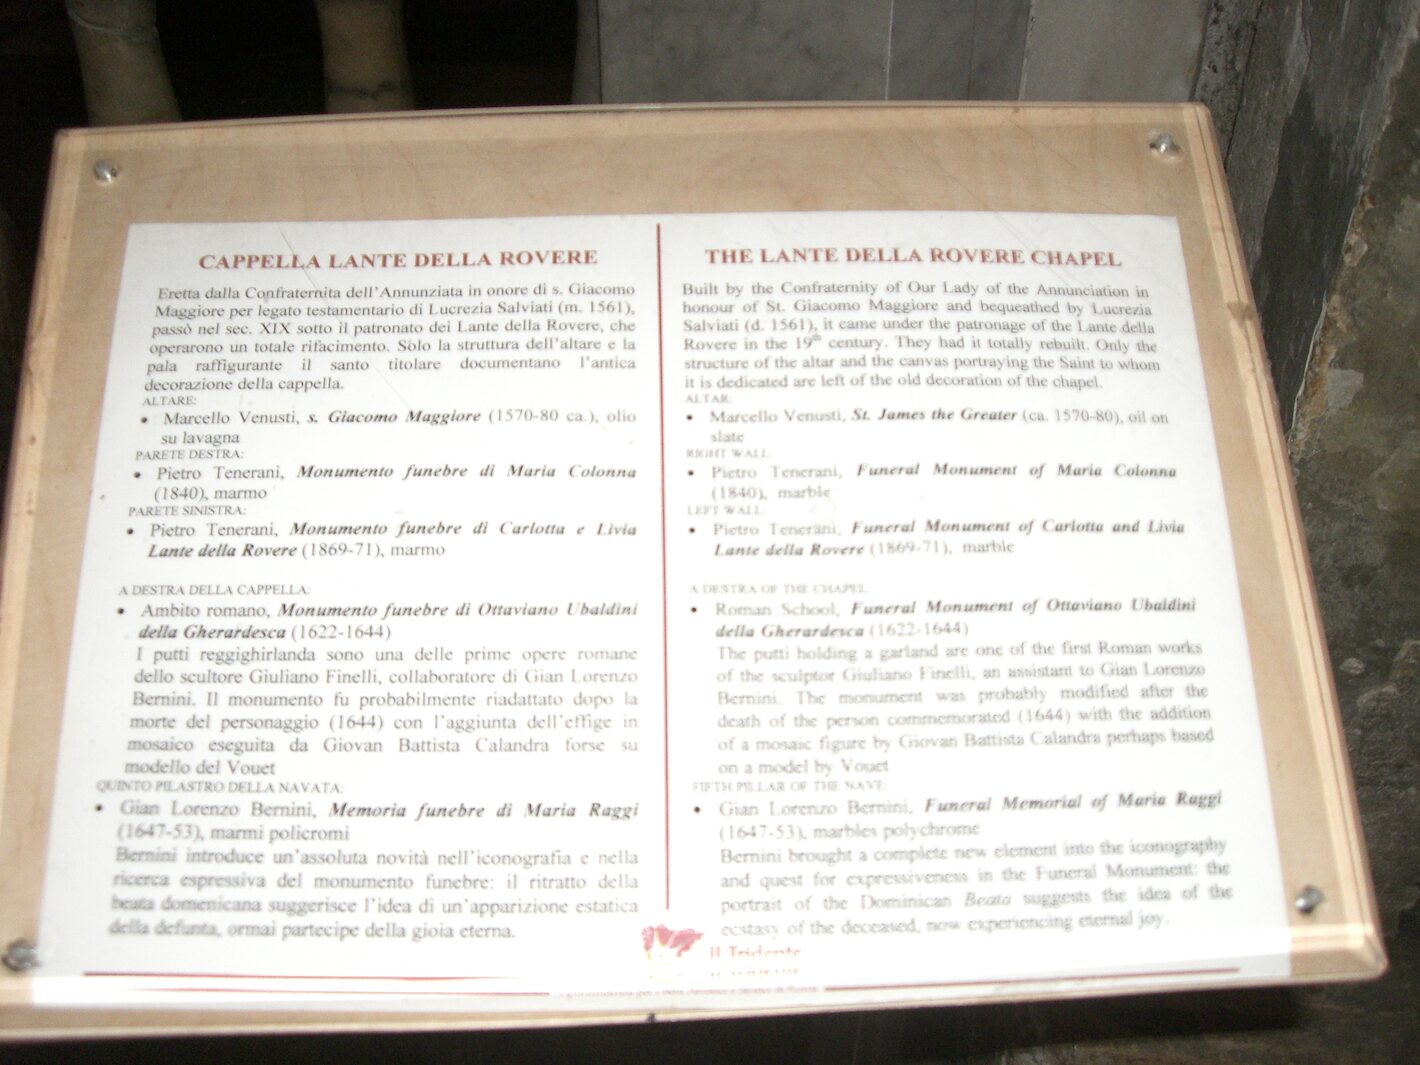 CAPPELLA LANTE DELLA ROVERE
Eretta dalla Confraternita dell'Annunziata in onore di s. Giacomo
Maggiore per legato testamentario di Lucrezia Salviati (m. 1561),
passò nel sec. XIX sotto il patronato dei Lante della Rovere, che
operarono un totale rifacimento. Solo la struttura dell'altare e la
pala raffigurante il santo titolare documentano l'antica
decorazione della cappella.
ALTARE:
• Marcello Venusti, s. Giacomo Maggiore (1570-80 ca.), olio
su lavagna
PARETE DESTRA:
• Pietro Tenerani, Monumento funebre di Maria Colonna
(1840), marmo
PARETE SINISTRA:
• Pietro Tenerani, Monumento funebre di Carlotta e Livia
Lante della Rovere (1869-71), marmo
A DESTRA DELLA CAPPELLA:
• Ambito romano, Monumento funebre di Ottaviano Ubaldini
della Gherardesca (1622-1644)
I putti reggighirlanda sono una delle prime opere romane
dello scultore Giuliano Finelli, collaboratore di Gian Lorenzo
Bernini. Il monumento fu probabilmente riadattato dopo la
morte del personaggio (1644) con l'aggiunta dell'effige in
mosaico eseguita da Giovan Battista Calandra forse su
modello del Vouet
QUINTO PILASTRO DELLA NAVATA:
• Gian Lorenzo Bernini, Memoria funebre di Maria Raggi
(1647-53), marmi policromi
Bernini introduce un'assoluta novità nell'iconografia e nella
ricerca espressiva del monumento funebre: il ritratto della
beata domenicana suggerisce l'idea di un'apparizione estatica
della defunta, ormai partecipe della gioia eterna.
THE LANTE DELLA ROVERE CHAPEL
Built by the Confraternity of Our Lady of the Annunciation in
honour of St. Giacomo Maggiore and bequeathed by Lucrezia
Salviati (d. 1561), it came under the patronage of the Lante della
Rovere in the 19th century. They had it totally rebuilt. Only the
structure of the altar and the canvas portraying the Saint to whom
it is dedicated are left of the old decoration of the chapel.
ALTAR:
• Marcello Venusti, St. James the Greater (ca. 1570-80), oil on
slate
RIGHT WALL:
• Pietro Tenerani, Funeral Monument of Maria Colonna
(1840), marble
LEFT WALL:
• Pietro Tenerani, Funeral Monument of Carlotta and Livia
Lante della Rovere (1869-71), marble
A DESTRA OF THE CHAPEL:
• Roman School, Funeral Monument of Ottaviano Ubaldini
della Gherardesca (1622-1644)
The putti holding a garland are one of the first Roman works
of the sculptor Giuliano Finelli, an assistant to Gian Lorenzo
Bernini. The monument was probably modified after the
death of the person commemorated (1644) with the addition
of a mosaic figure by Giovan Battista Calandra perhaps based
on a model by Vouet
FIFTH PILLAR OF THE NAVE:
• Gian Lorenzo Bernini, Funeral Memorial of Maria Raggi
(1647-53), marbles polychrome
Bernini brought a complete new element into the iconography
and quest for expressiveness in the Funeral Monument: the
portrait of the Dominican Beata suggests the idea of the
ecstasy of the deceased, now experiencing eternal joy.
Il Tridente